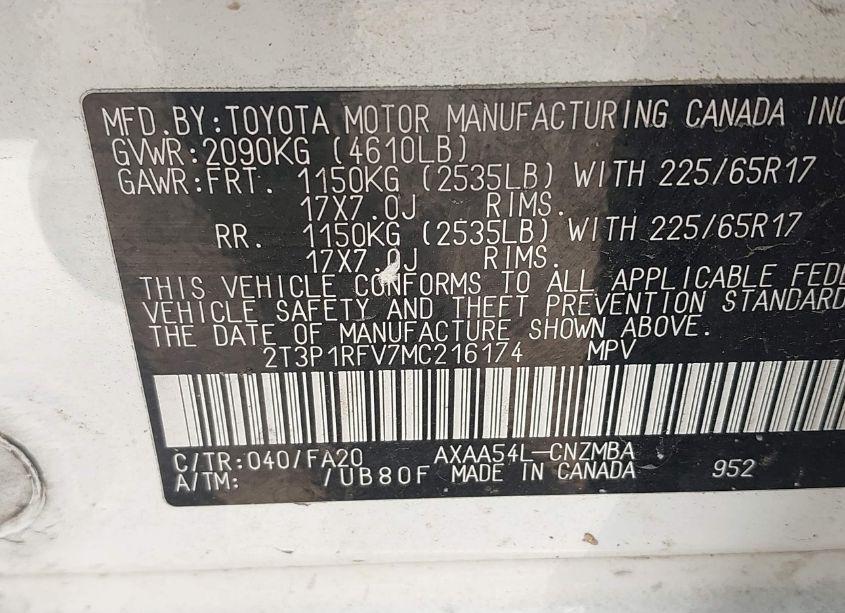 MFD.BY:TOYOTA MOTOR MANUFACTURING CANADA INC
GVWR:2090KG (4610LB)
GAWR:FRT. 1150KG (2535LB) WITH 225/65R17
17X7.0J RIMS.
RR. 1150KG (2535LB) WITH 225/65R17
17X7.0J RIMS.
THIS VEHICLE CONFORMS TO ALL APPLICABLE FEDE
VEHICLE SAFETY AND THEFT PREVENTION STANDARD
THE DATE OF MANUFACTURE SHOWN ABOVE.
2T3P1RFV7MC216174 MPV
C/TR:040/FA20 AXAA54L-CNZMBA
A/TM: /UB80F MADE IN CANADA 952